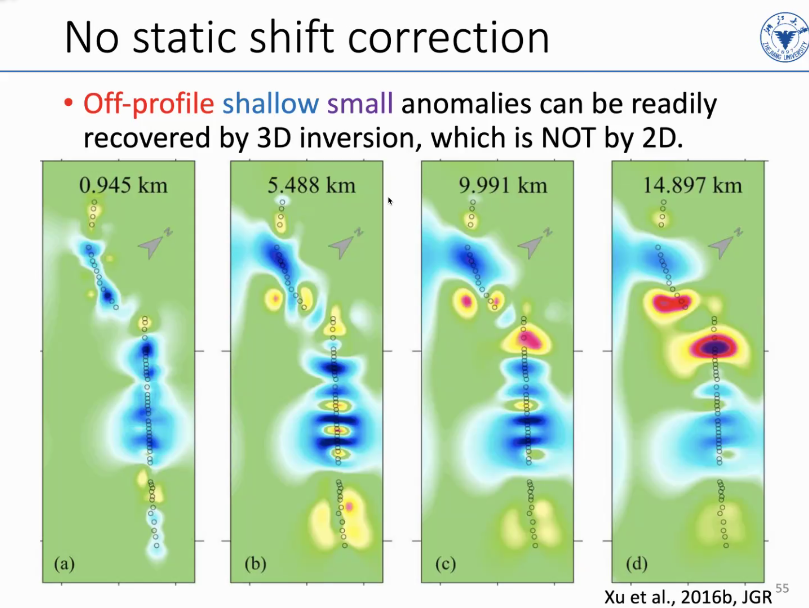 No static shift correction
• Off-profile shallow small anomalies can be readily
recovered by 3D inversion, which is NOT by 2D.
0.945 km
5.488 km
9.991 km
14.897 km
N
N
N
N
(a)
(b)
(c)
(d)
Xu et al., 2016b, JGR
55